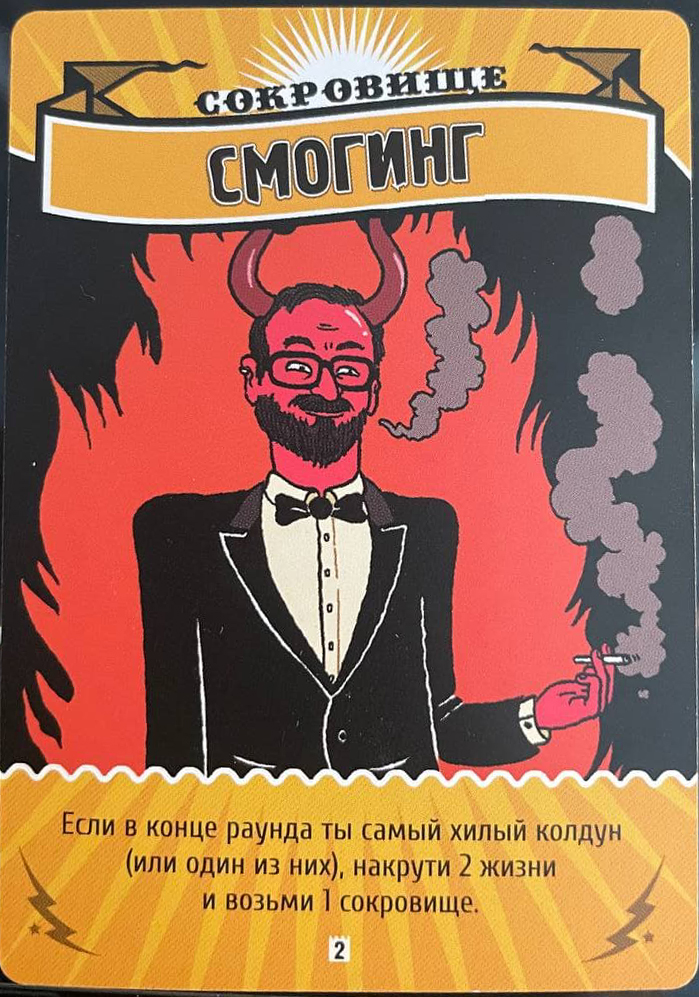 СОКРОВИЩЕ
СМОГИНГ
Если в конце раунда ты самый хилый колдун
(или один из них), накрути 2 жизни
и возьми 1 сокровище.
2